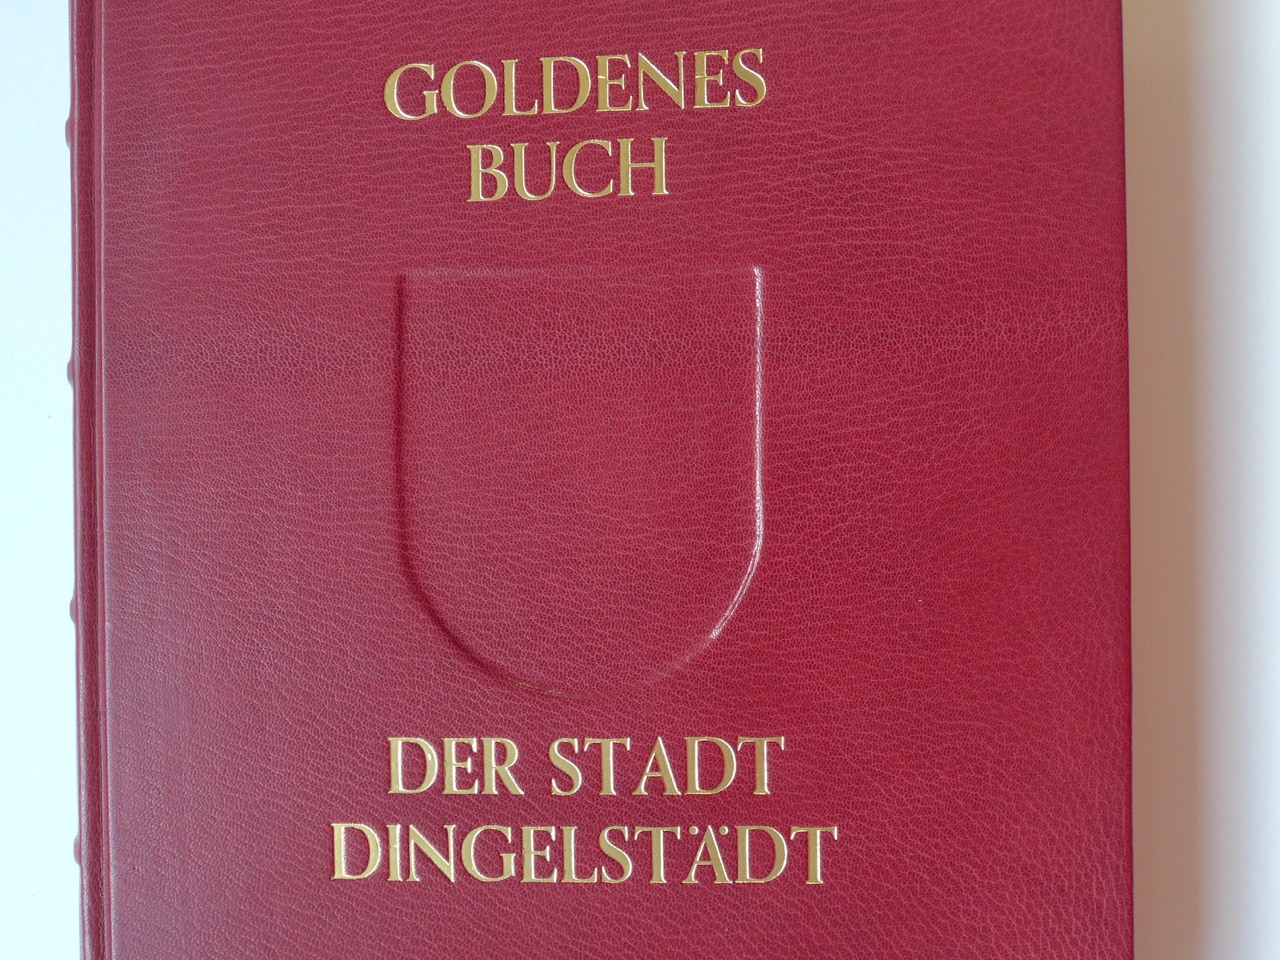 GOLDENES
BUCH
DER STADT
DINGELSTÄDT